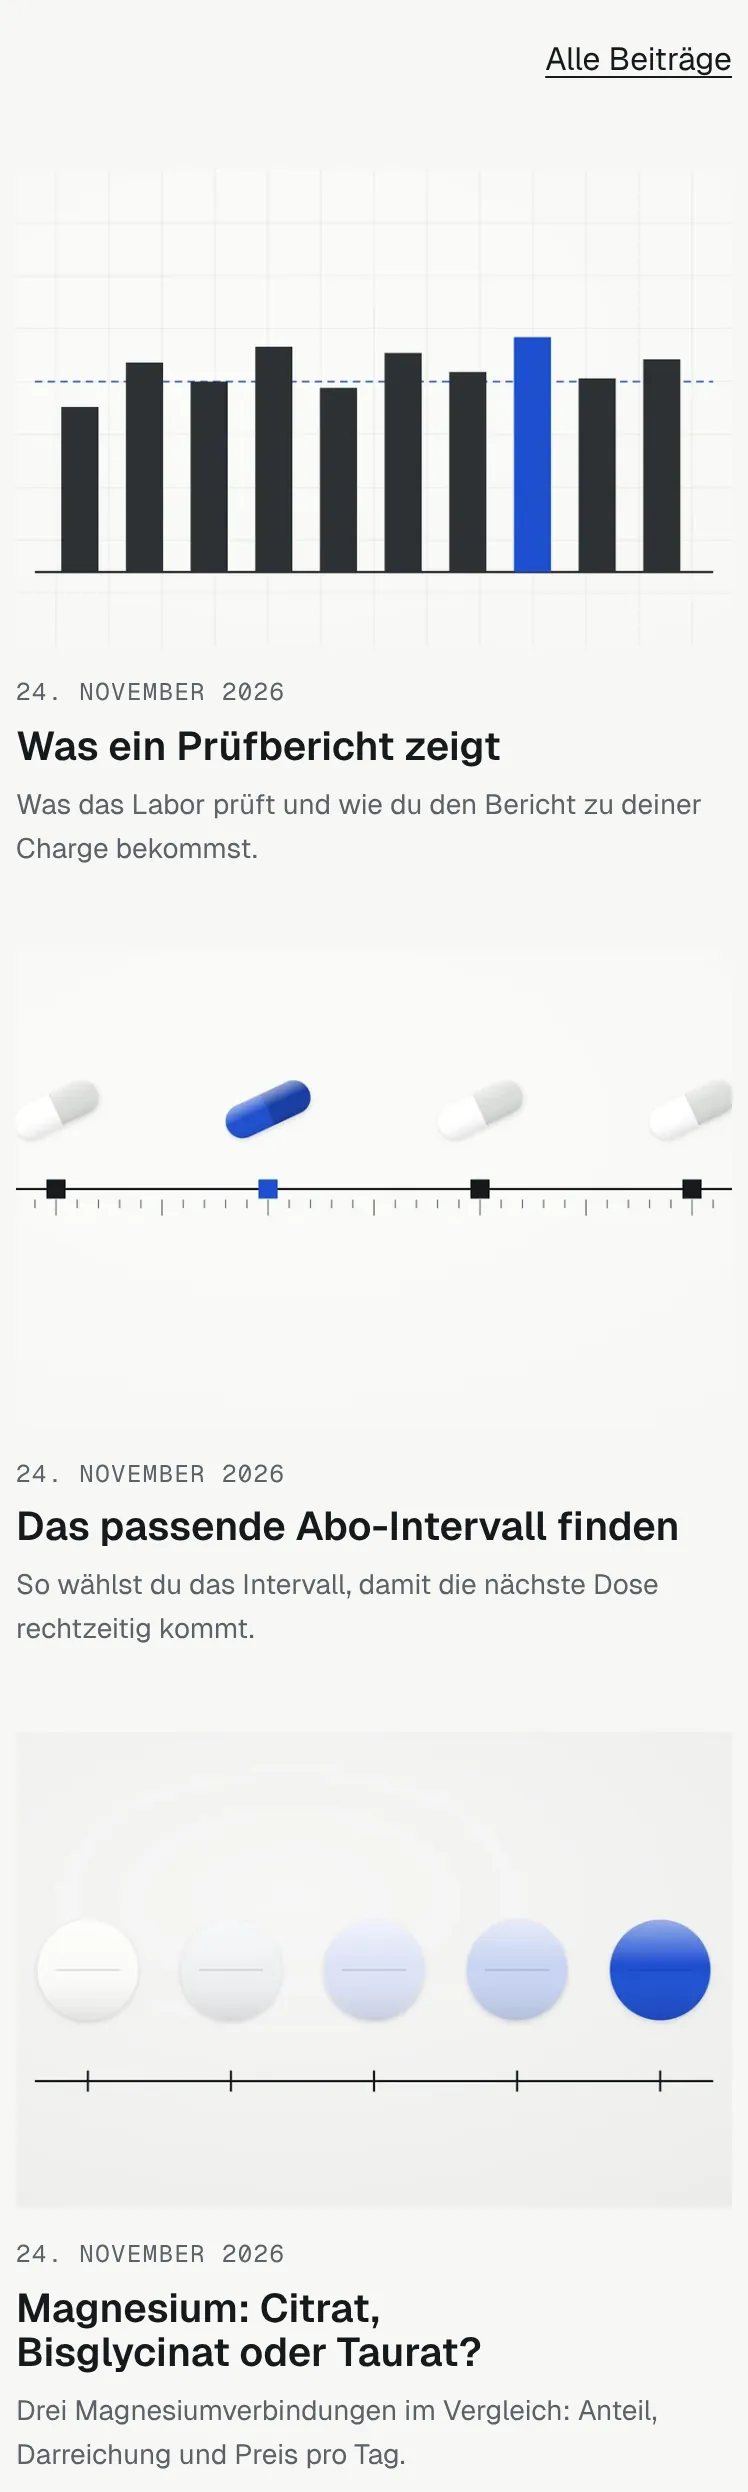 Alle Beiträge
24. NOVEMBER 2026
Was ein Prüfbericht zeigt
Was das Labor prüft und wie du den Bericht zu deiner
Charge bekommst.
24. NOVEMBER 2026
Das passende Abo-Intervall finden
So wählst du das Intervall, damit die nächste Dose
rechtzeitig kommt.
24. NOVEMBER 2026
Magnesium: Citrat,
Bisglycinat oder Taurat?
Drei Magnesiumverbindungen im Vergleich: Anteil,
Darreichung und Preis pro Tag.